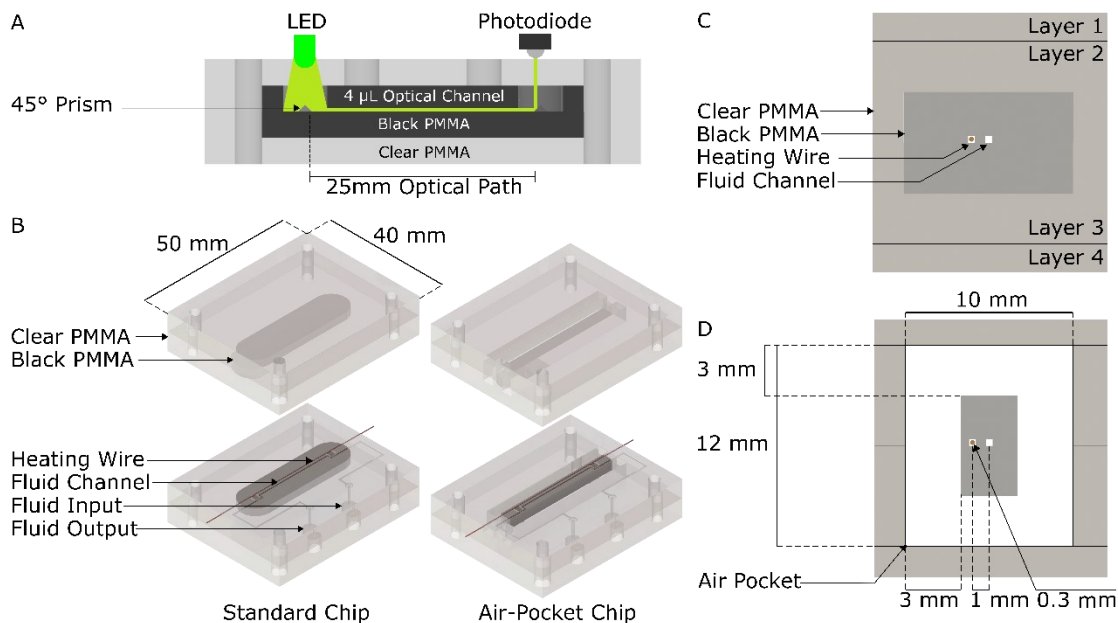 A
LED
Photodiode
45° Prism
4 µL Optical Channel
Black PMMA
Clear PMMA
25mm Optical Path
B
50 mm
40 mm
Clear PMMA
Black PMMA
Heating Wire
Fluid Channel
Fluid Input
Fluid Output
Standard Chip
Air-Pocket Chip
C
Layer 1
Layer 2
Clear PMMA
Black PMMA
Heating Wire
Fluid Channel
Layer 3
Layer 4
D
10 mm
3 mm
12 mm
Air Pocket
3 mm
1 mm
0.3 mm